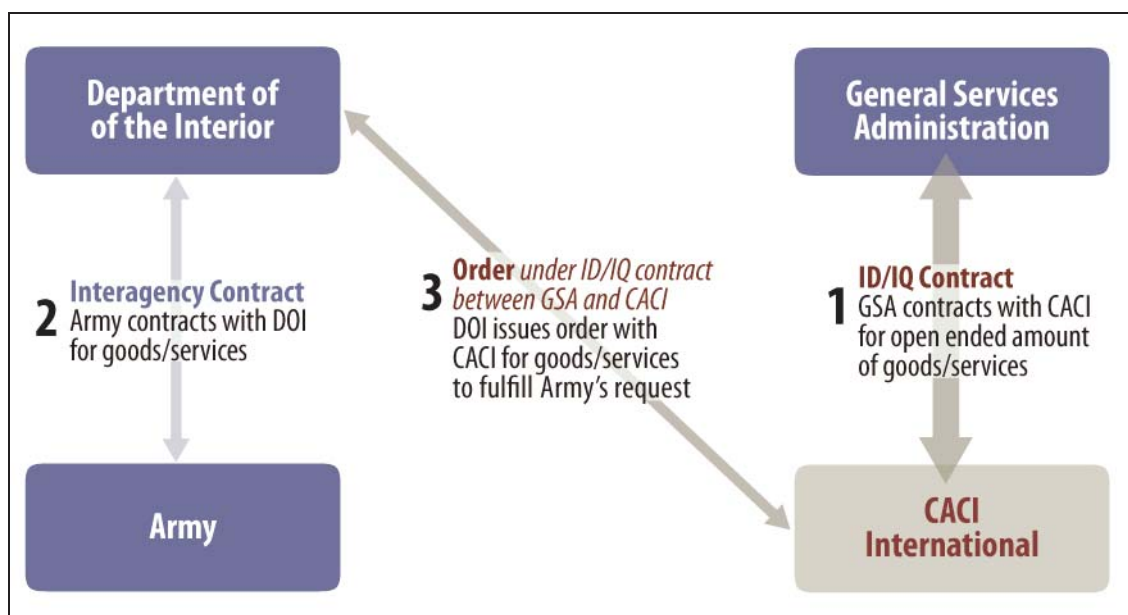 Department of
of the Interior
General Services
Administration
2
Interagency Contract
Army contracts with DOI
for goods/services
3
Order under ID/IQ contract
between GSA and CACI
DOI issues order with
CACI for goods/services
to fulfill Army's request
1
ID/IQ Contract
GSA contracts with CACI
for open ended amount
of goods/services
Army
CACI
International